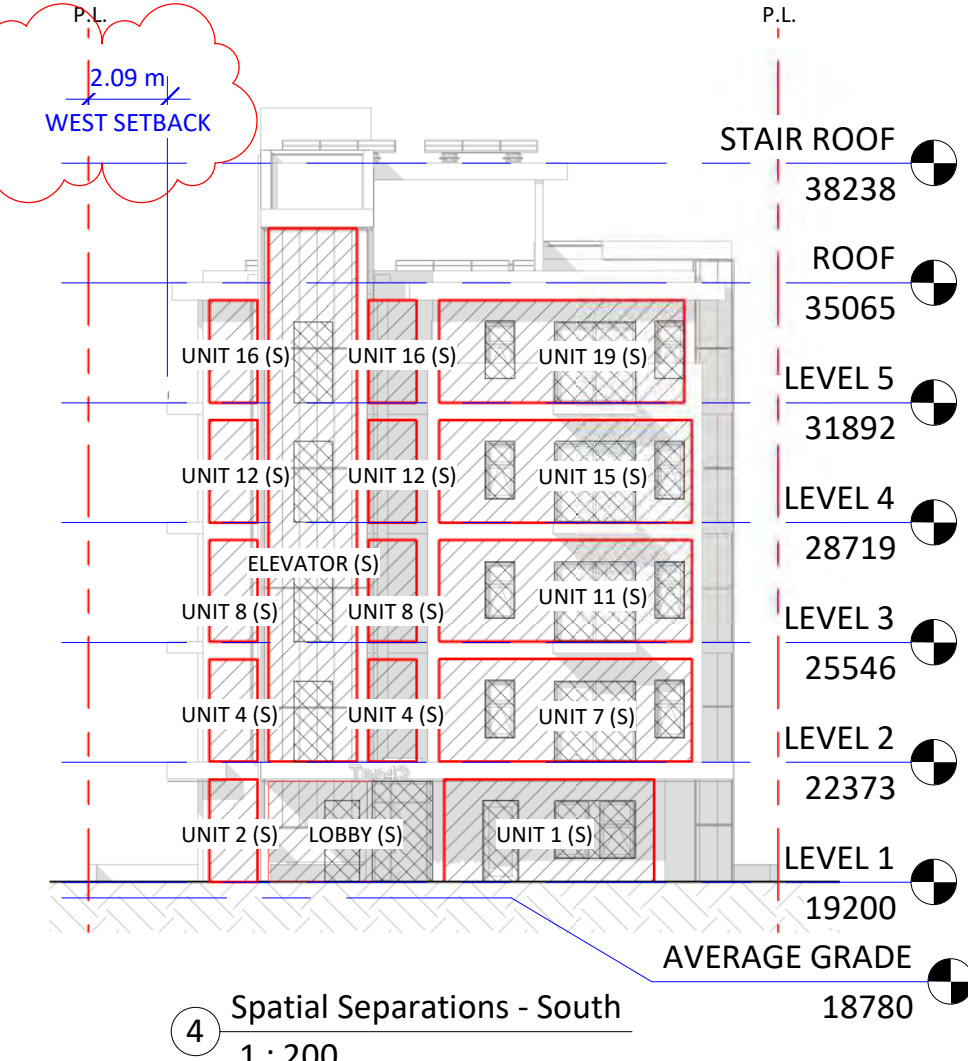 P.L.
P.L.
2.09 m
WEST SETBACK
STAIR ROOF
38238
ROOF
35065
UNIT 16 (S)
UNIT 16 (S)
UNIT 19 (S)
LEVEL 5
31892
UNIT 12 (S)
UNIT 12 (S)
UNIT 15 (S)
LEVEL 4
28719
ELEVATOR (S)
UNIT 8 (S)
UNIT 8 (S)
UNIT 11 (S)
LEVEL 3
25546
UNIT 4 (S)
UNIT 4 (S)
UNIT 7 (S)
LEVEL 2
22373
Ten42
UNIT 2 (S)
LOBBY (S)
UNIT 1 (S)
LEVEL 1
19200
AVERAGE GRADE
18780
4
Spatial Separations - South
1 : 200